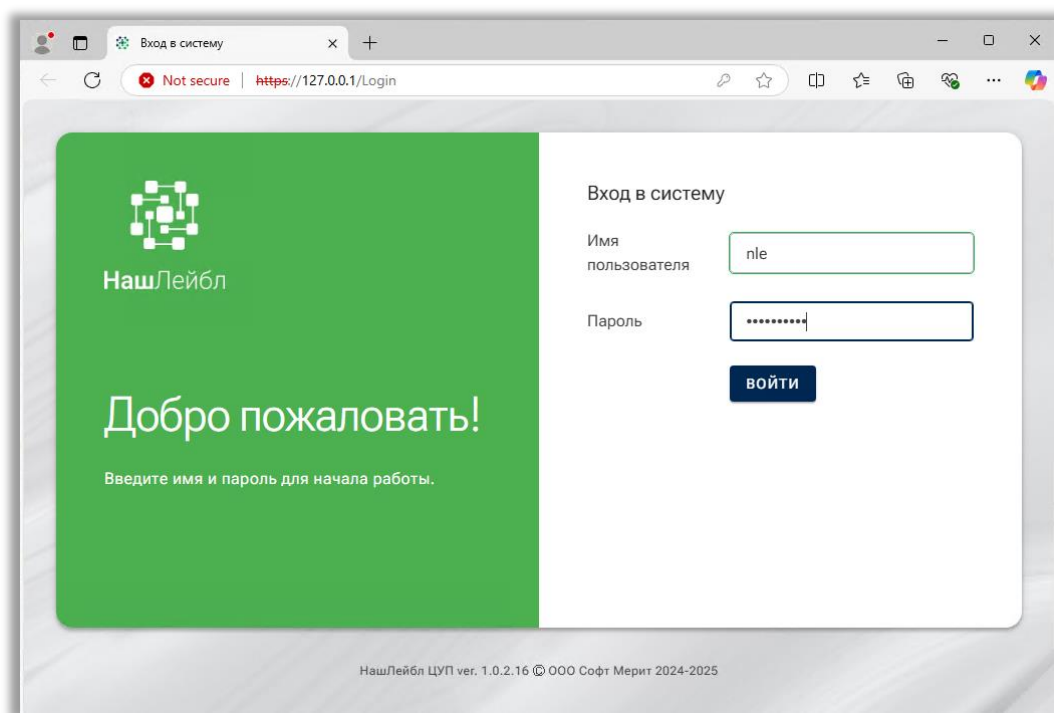 Вход в систему
Not secure | https://127.0.0.1/Login
НашЛейбл
Добро пожаловать!
Введите имя и пароль для начала работы.
Вход в систему
Имя
пользователя
nle
Пароль
••••••••••
ВОЙТИ
НашЛейбл ЦУП ver. 1.0.2.16 © ООО Софт Мерит 2024-2025